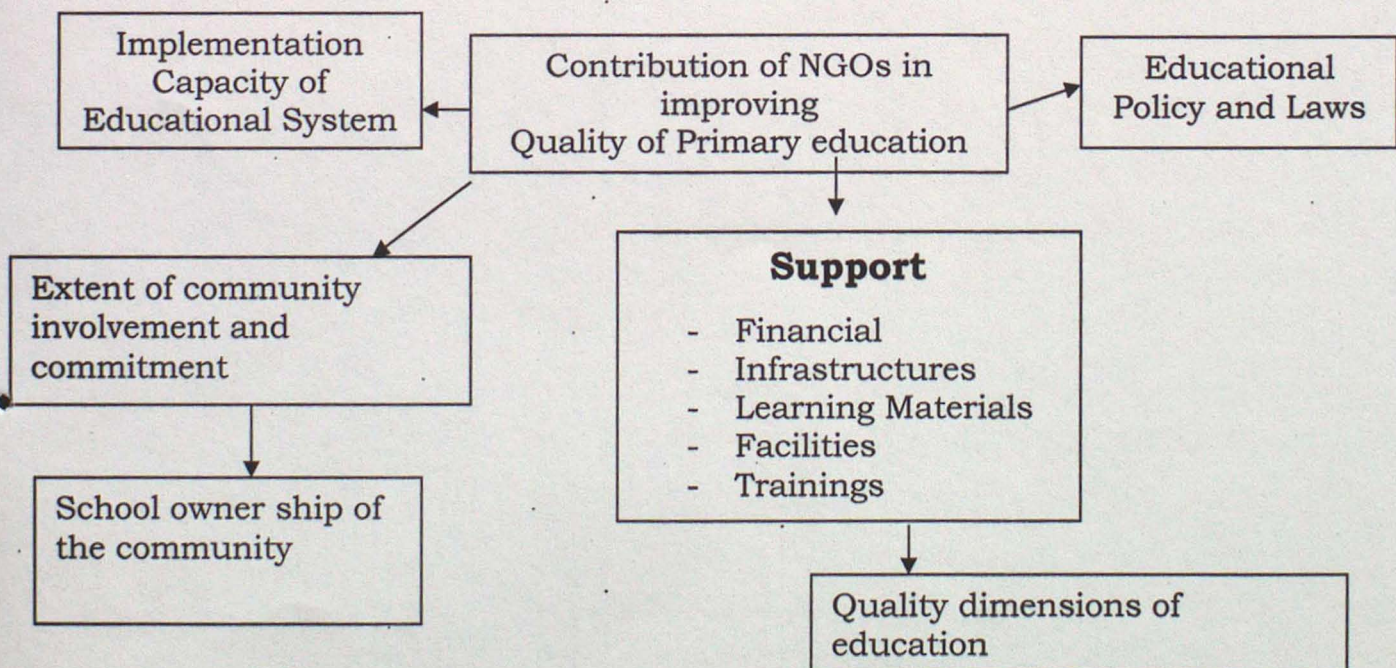 Implementation
Capacity of
Educational System
Contribution of NGOs in
improving
Quality of Primary education
Educational
Policy and Laws
Extent of community
involvement and
commitment
Support
- Financial
- Infrastructures
- Learning Materials
- Facilities
- Trainings
School owner ship of
the community
Quality dimensions of
education